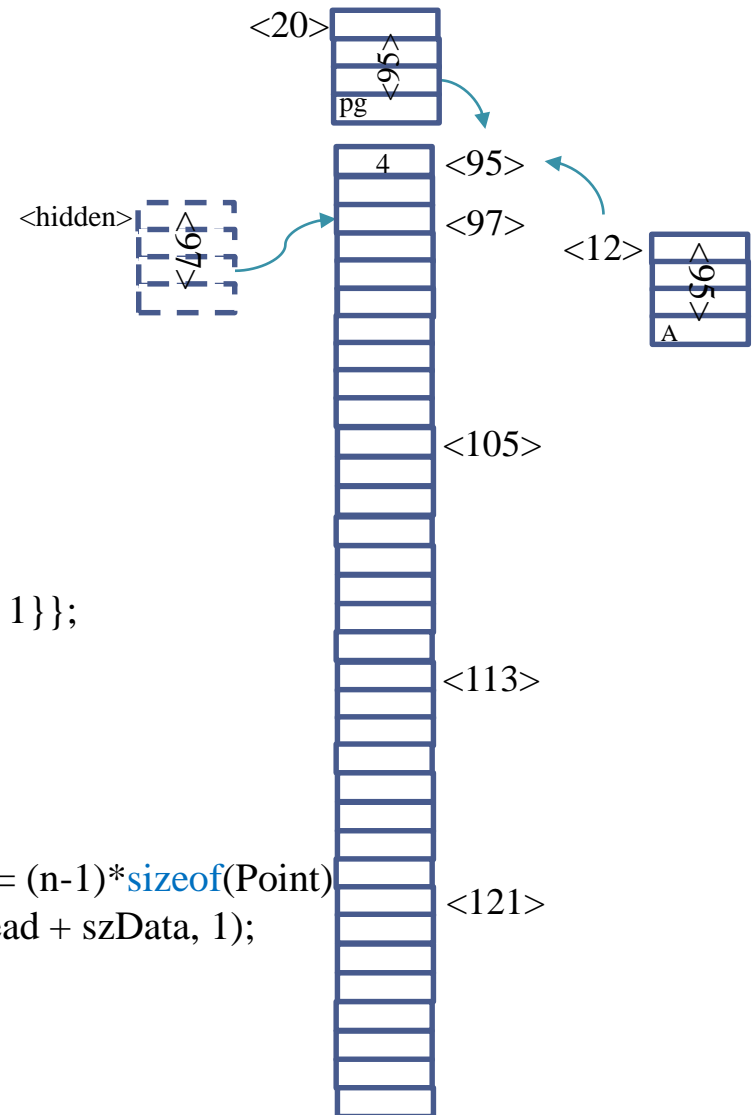 <20>
<95>
pg
4
<95>
<hidden>
<97>
<97>
<12>
<95>
A
<105>
1}};
<113>
= (n-1)*sizeof(Point)
ead + szData, 1);
<121>